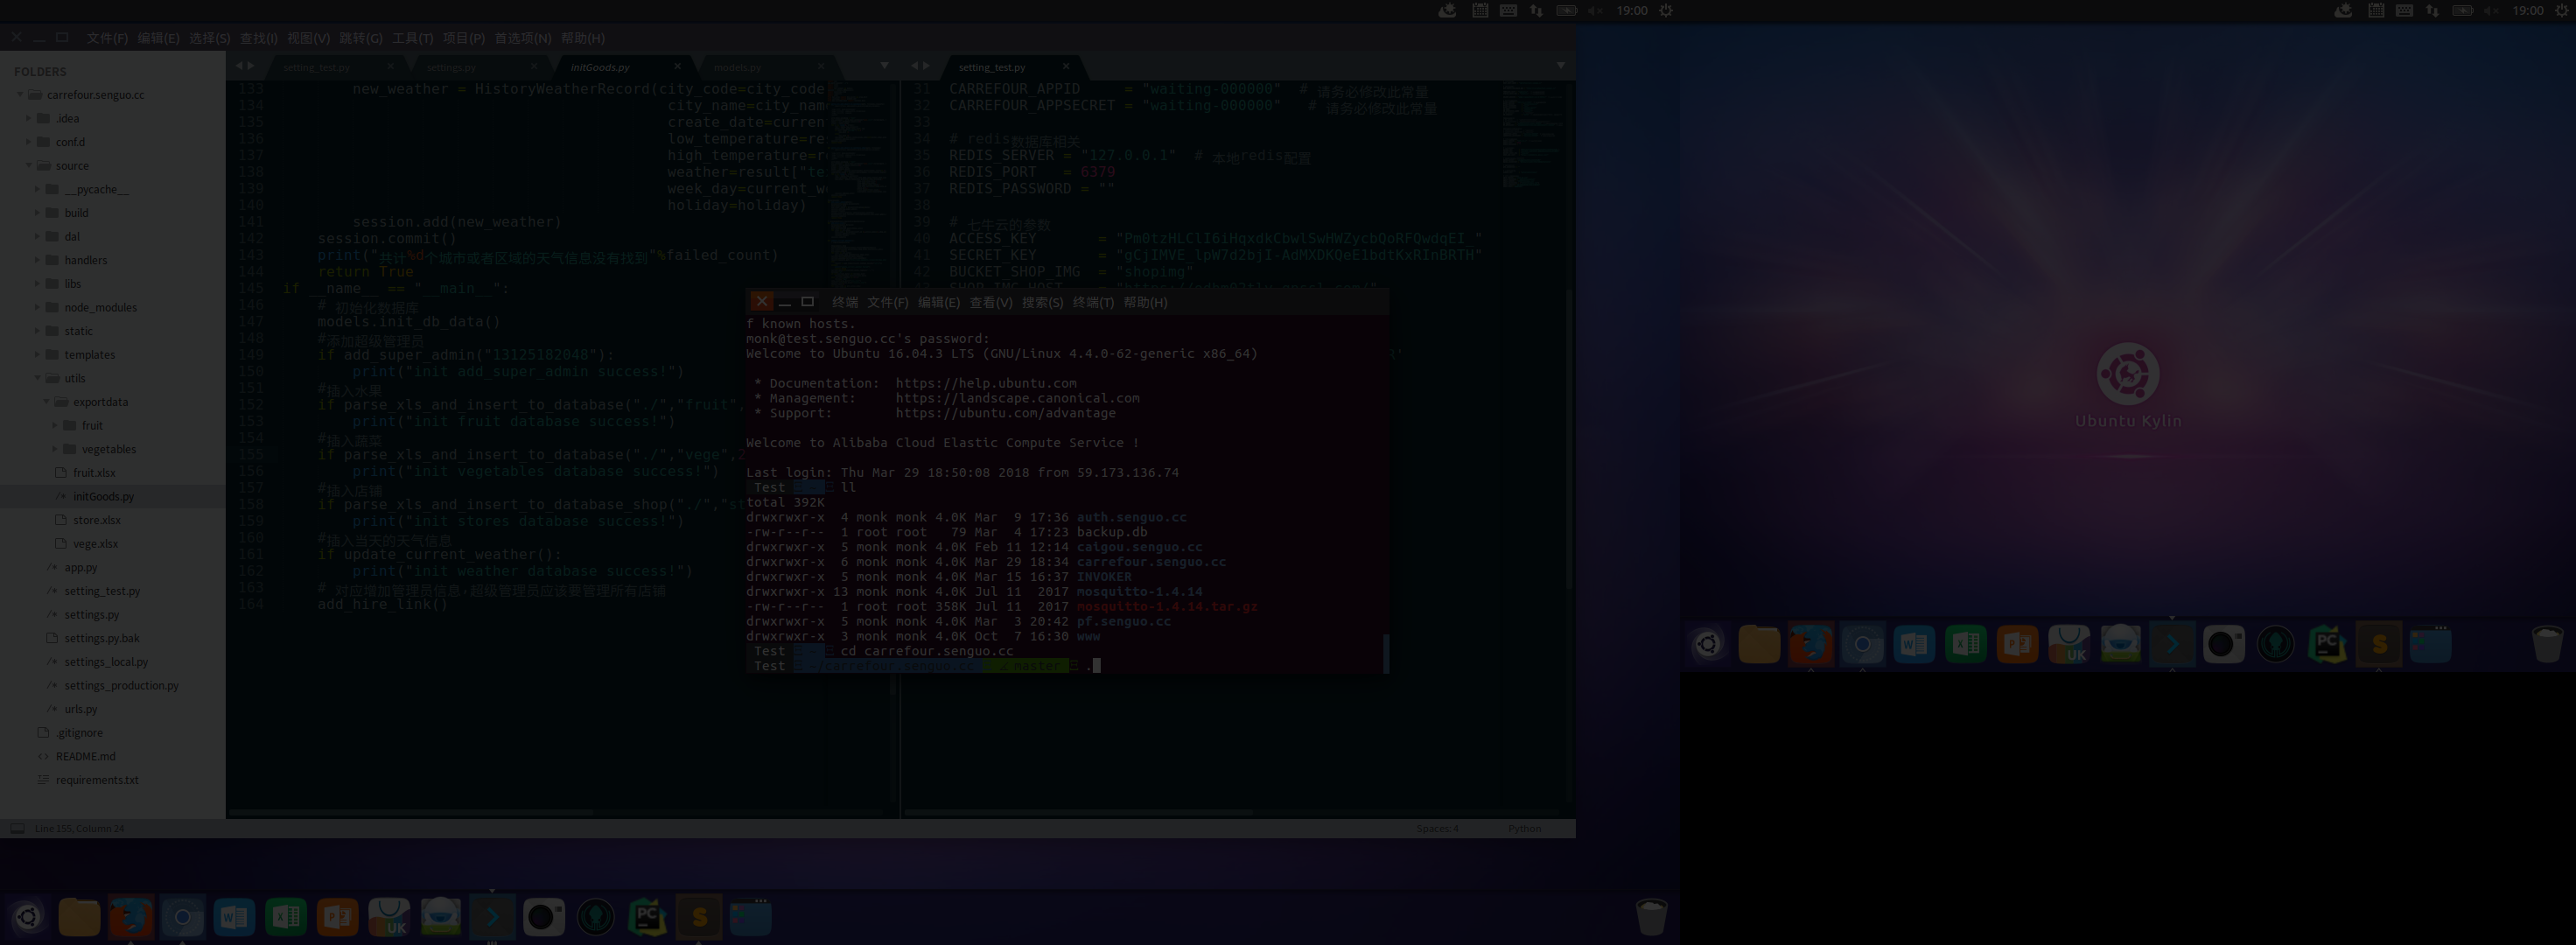 19:00
19:00
文件(F) 编辑(E) 选择(S) 查找(I) 视图(V) 跳转(G) 工具(T) 项目(P) 首选项(N) 帮助(H)
FOLDERS
carrefour.senguo.cc
.idea
conf.d
source
__pycache__
build
dal
handlers
libs
node_modules
static
templates
utils
exportdata
fruit
vegetables
fruit.xlsx
initGoods.py
store.xlsx
vege.xlsx
app.py
setting_test.py
settings.py
settings.py.bak
settings_local.py
settings_production.py
urls.py
.gitignore
README.md
requirements.txt
setting_test.py settings.py initGoods.py models.py
133 new_weather = HistoryWeatherRecord(city_code=city_code
134 city_name=city_nam
135 create_date=curren
136 low_temperature=re
137 high_temperature=r
138 weather=result["te
139 week_day=current_w
140 holiday=holiday)
141 session.add(new_weather)
142 session.commit()
143 print("共计%d个城市或者区域的天气信息没有找到"%failed_count)
144 return True
145 if __name__ == "__main__":
146 # 初始化数据库
147 models.init_db_data()
148 #添加超级管理员
149 if add_super_admin("13125182048"):
150 print("init add_super_admin success!")
151 #插入水果
152 if parse_xls_and_insert_to_database("./","fruit",
153 print("init fruit database success!")
154 #插入蔬菜
155 if parse_xls_and_insert_to_database("./","vege",2
156 print("init vegetables database success!")
157 #插入店铺
158 if parse_xls_and_insert_to_shop("./","st
159 print("init stores database success!")
160 #插入当天的天气信息
161 if update_current_weather():
162 print("init weather database success!")
163 # 对应增加管理员信息,超级管理员应该要管理所有店铺
164 add_hire_link()
setting_test.py
31 CARREFOUR_APPID = "waiting-000000" # 请务必修改此常量
32 CARREFOUR_APPSECRET = "waiting-000000" # 请务必修改此常量
33
34 # redis数据库相关
35 REDIS_SERVER = "127.0.0.1" # 本地redis配置
36 REDIS_PORT = 6379
37 REDIS_PASSWORD = ""
38
39 # 七牛云的参数
40 ACCESS_KEY = "Pm0tzHLClI6iHqxdkCbwlSwHWZycbQoRFQwdqEI_"
41 SECRET_KEY = "gCjIMVE_lpW7d2bjI-AdMXDKQeE1bdtKxRInBRTH"
42 BUCKET_SHOP_IMG = "shopimg"
终端 文件(F) 编辑(E) 查看(V) 搜索(S) 终端(T) 帮助(H)
f known hosts.
monk@test.senguo.cc's password:
Welcome to Ubuntu 16.04.3 LTS (GNU/Linux 4.4.0-62-generic x86_64)
* Documentation: https://help.ubuntu.com
* Management: https://landscape.canonical.com
* Support: https://ubuntu.com/advantage
Welcome to Alibaba Cloud Elastic Compute Service !
Last login: Thu Mar 29 18:50:08 2018 from 59.173.136.74
Test ~ ll
total 392K
drwxrwxr-x 4 monk monk 4.0K Mar 9 17:36 auth.senguo.cc
-rw-r--r-- 1 root root 79 Mar 4 17:23 backup.db
drwxrwxr-x 5 monk monk 4.0K Feb 11 12:14 caigou.senguo.cc
drwxrwxr-x 6 monk monk 4.0K Mar 29 18:34 carrefour.senguo.cc
drwxrwxr-x 5 monk monk 4.0K Mar 15 16:37 INVOKER
drwxrwxr-x 13 monk monk 4.0K Jul 11 2017 mosquitto-1.4.14
-rw-r--r-- 1 root root 358K Jul 11 2017 mosquitto-1.4.14.tar.gz
drwxrwxr-x 5 monk monk 4.0K Mar 3 20:42 pf.senguo.cc
drwxrwxr-x 3 monk monk 4.0K Oct 7 16:30 www
Test ~ cd carrefour.senguo.cc
Test ~/carrefour.senguo.cc master .
Line 155, Column 24
Spaces: 4 Python
Ubuntu Kylin